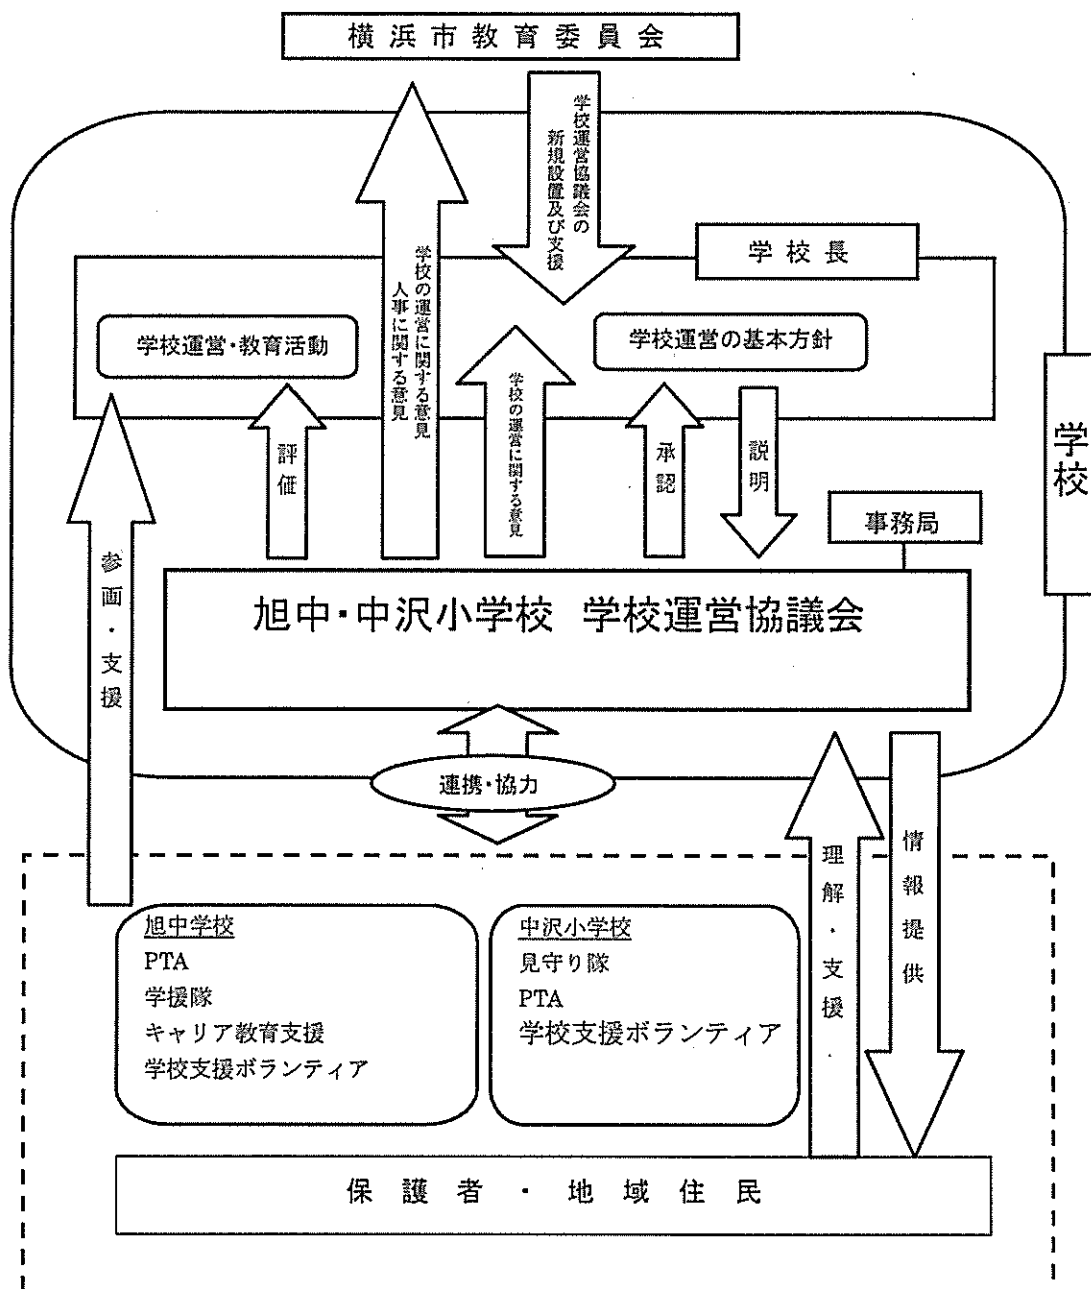 横浜市教育委員会
学校運営協議会の
新規設置及び支援
学校長
学校の運営に関する意見
人事に関する意見
学校運営・教育活動
学校運営の基本方針
学校の運営に関する意見
評価
承認
説明
学校
事務局
参画・支援
旭中・中沢小学校 学校運営協議会
連携・協力
理解・支援
情報提供
旭中学校
PTA
学援隊
キャリア教育支援
学校支援ボランティア
中沢小学校
見守り隊
PTA
学校支援ボランティア
保護者・地域住民